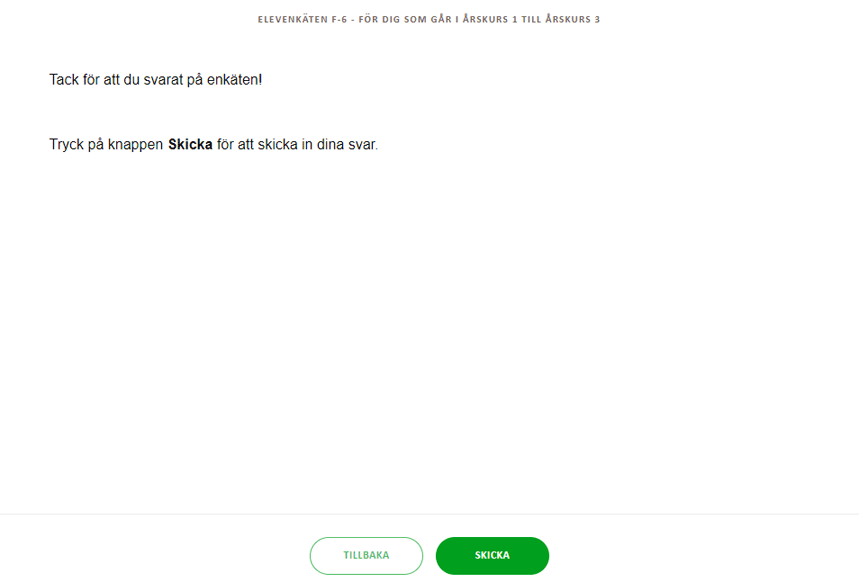 ELEVENKÄTEN F-6 - FÖR DIG SOM GÅR I ÅRSKURS 1 TILL ÅRSKURS 3
Tack för att du svarat på enkäten!
Tryck på knappen Skicka för att skicka in dina svar.
TILLBAKA
SKICKA